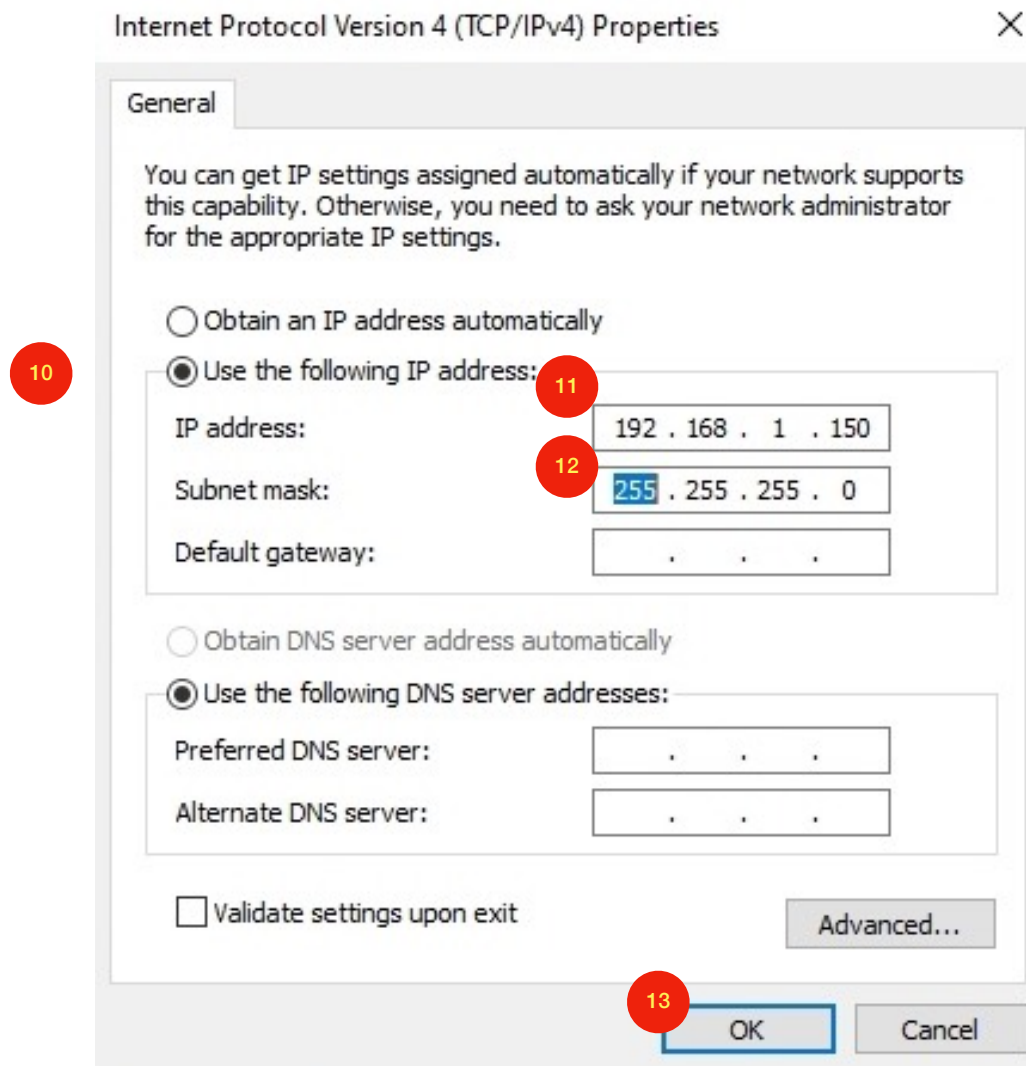 Internet Protocol Version 4 (TCP/IPv4) Properties
General
You can get IP settings assigned automatically if your network supports
this capability. Otherwise, you need to ask your network administrator
for the appropriate IP settings.
Obtain an IP address automatically
10 Use the following IP address: 11
IP address: 192 . 168 . 1 . 150
12
Subnet mask: 255 . 255 . 255 . 0
Default gateway: . . .
Obtain DNS server address automatically
Use the following DNS server addresses:
Preferred DNS server: . . .
Alternate DNS server: . . .
Validate settings upon exit
Advanced...
13
OK Cancel